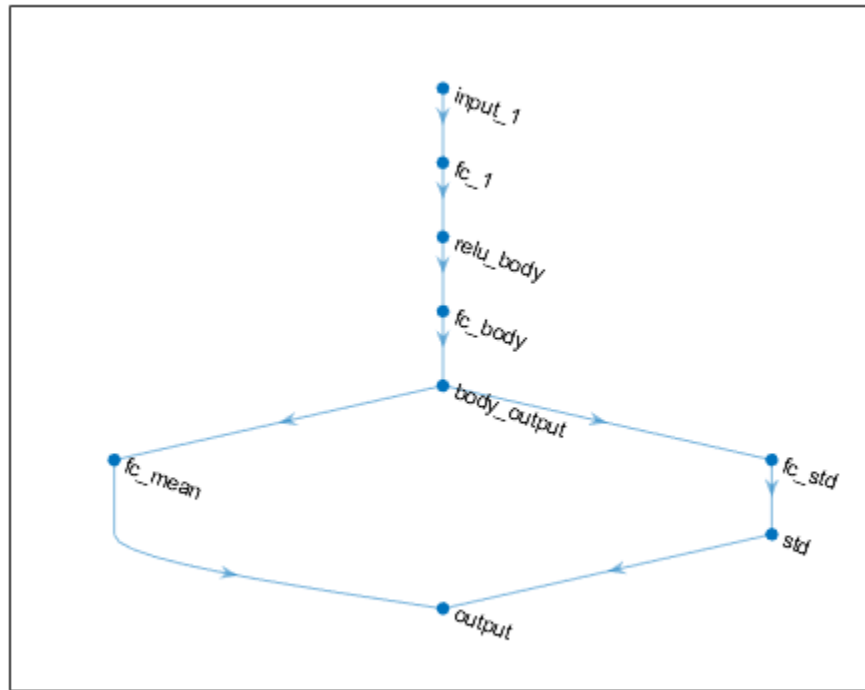 input_1
fc_1
relu_body
fc_body
body_output
fc_mean
fc_std
std
output